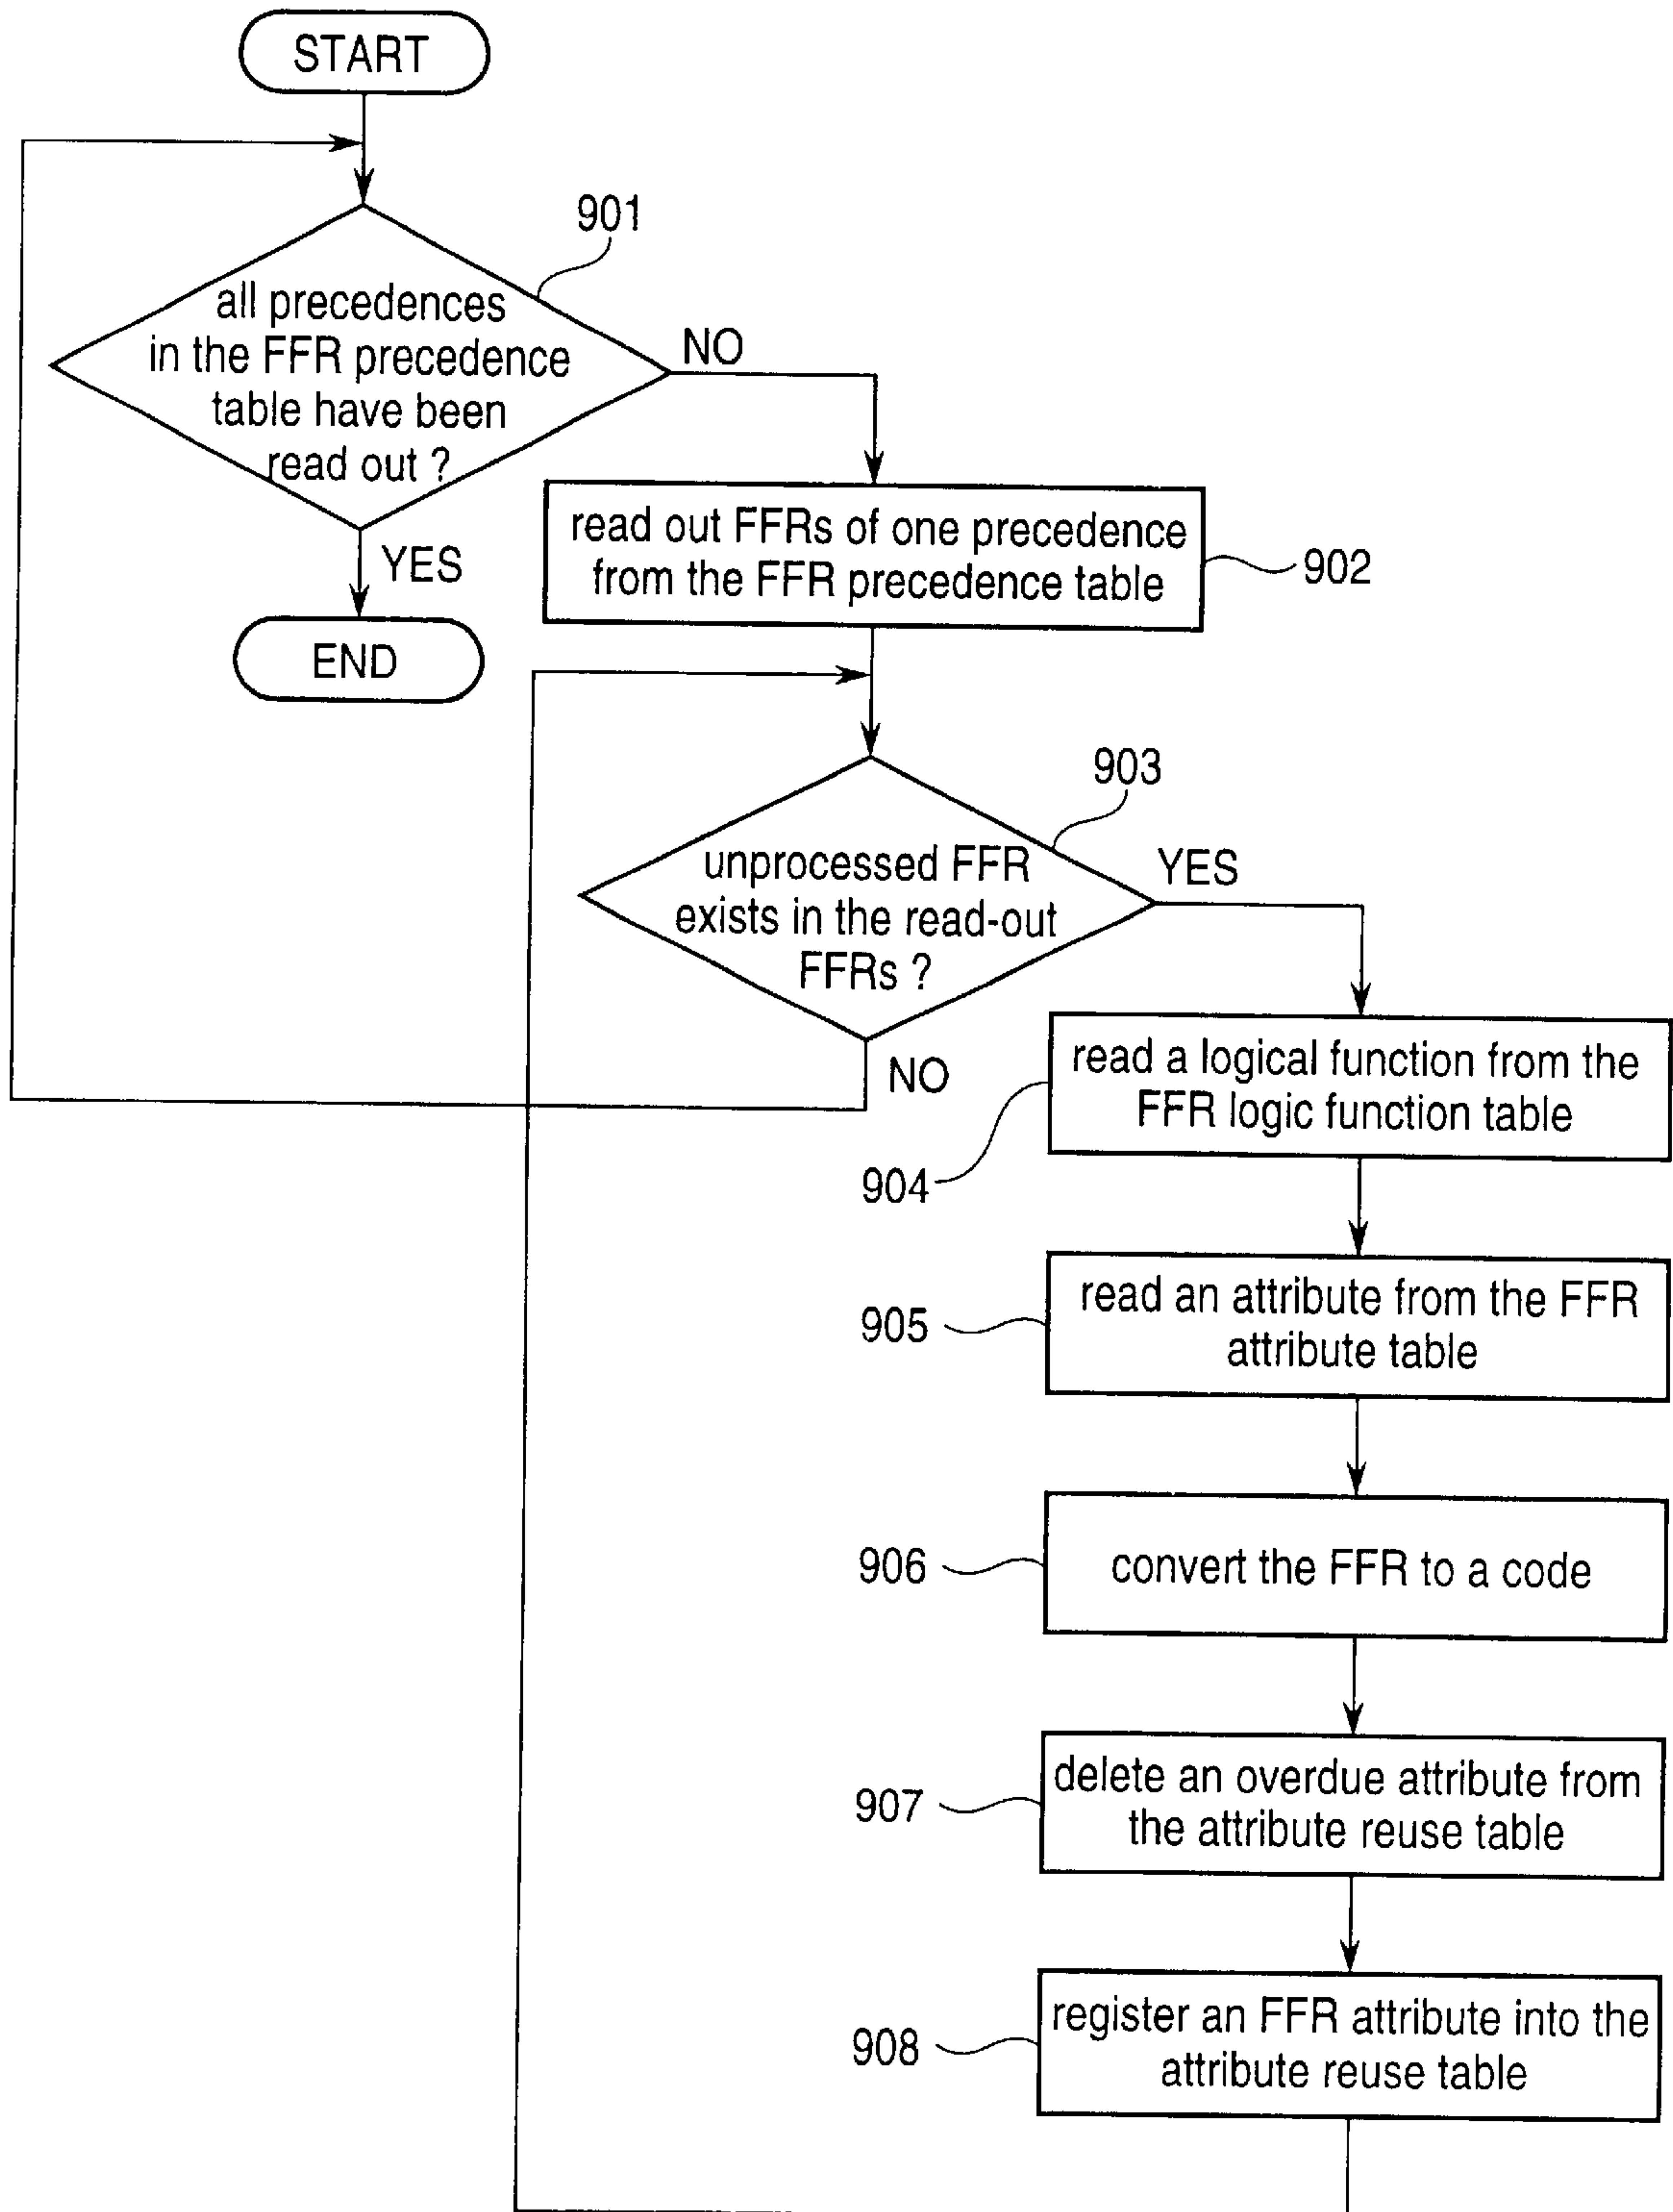 START
901
all precedences
in the FFR precedence
table have been
read out ?
NO
YES
END
read out FFRs of one precedence
from the FFR precedence table
902
903
unprocessed FFR
exists in the read-out
FFRs ?
YES
NO
read a logical function from the
FFR logic function table
904
read an attribute from the FFR
attribute table
905
convert the FFR to a code
906
delete an overdue attribute from
the attribute reuse table
907
register an FFR attribute into the
attribute reuse table
908